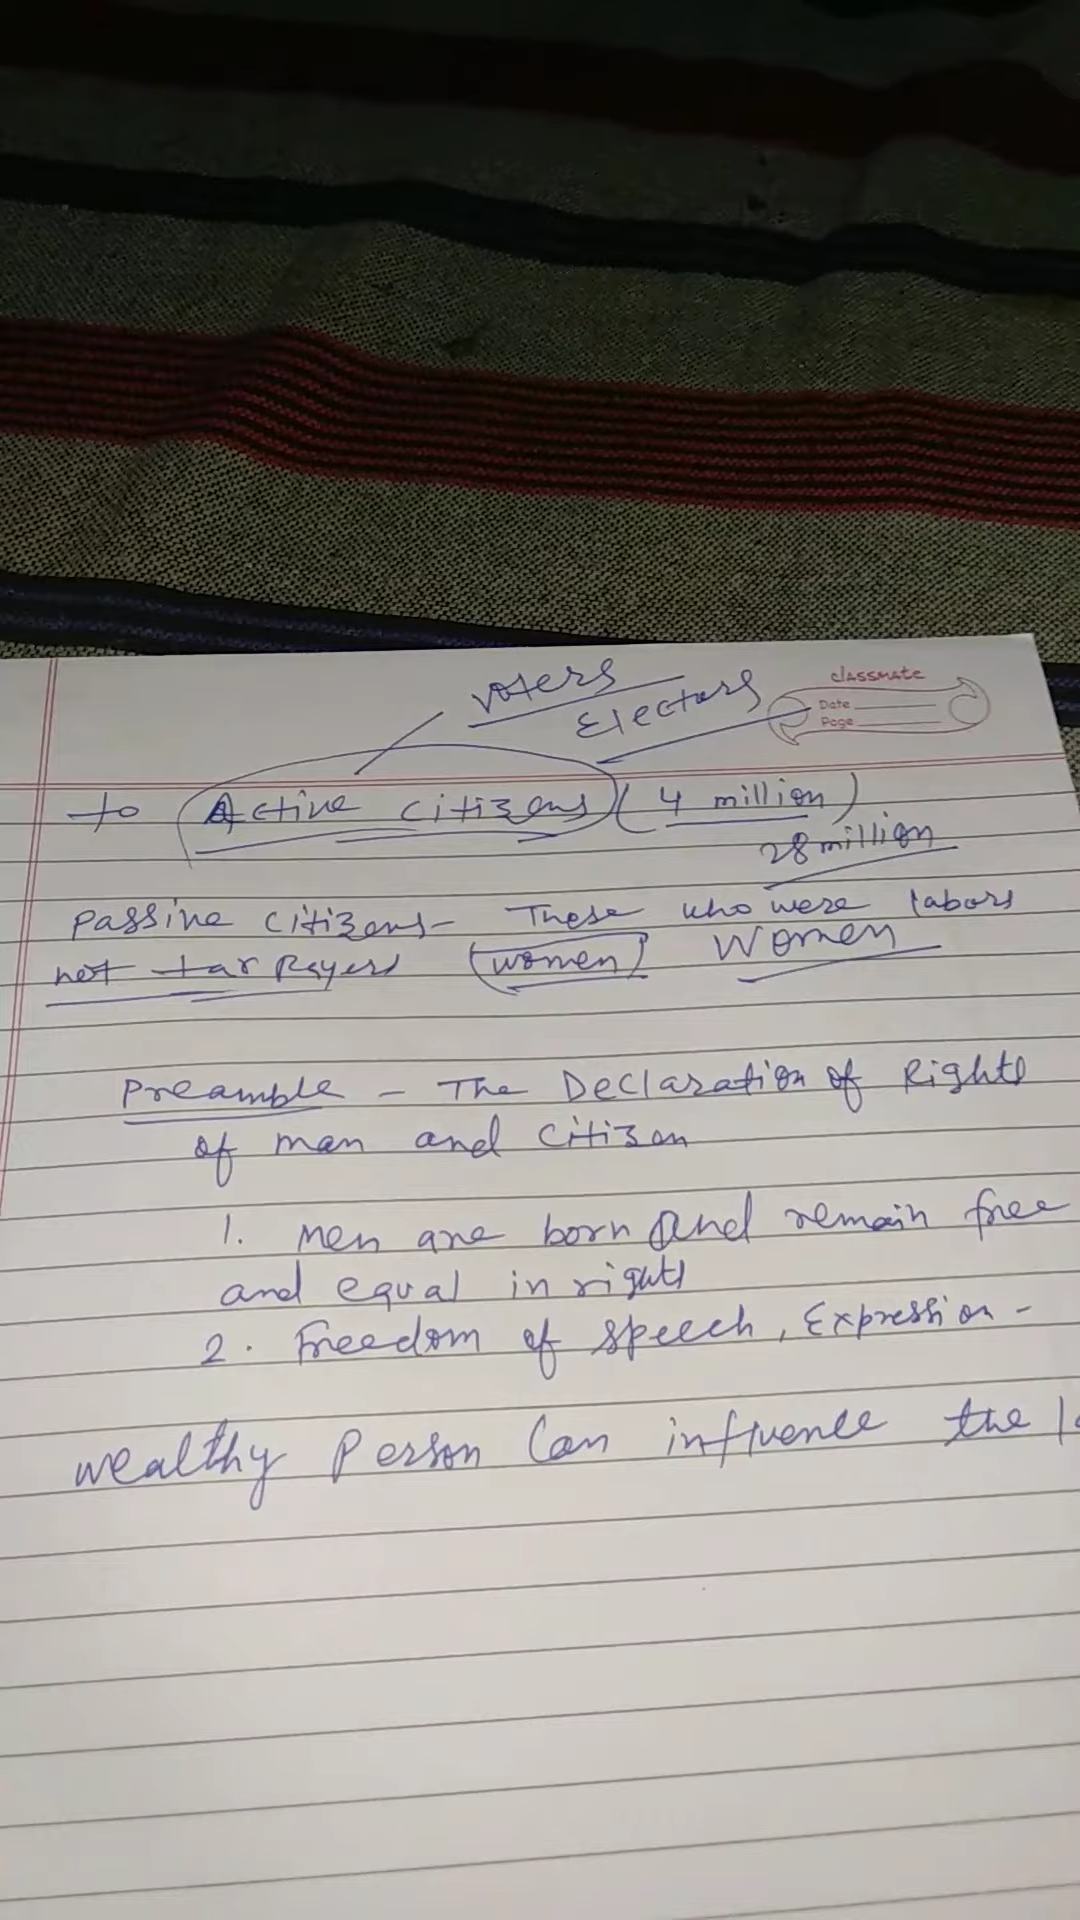 voters
Electors
classmate
Date
Page
to Active citizens (4 million)
28 million
Passive citizens - These who were labors
not tax Payers (women) Women
Preamble - The Declaration of Rights
of man and citizen
1. Men are born and remain free
and equal in rights
2. Freedom of speech, Expression -
wealthy Person Can influence the